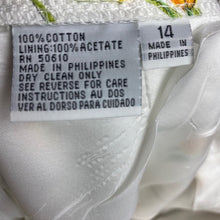 100% COTTON
LINING:100% ACETATE
RN 50610
MADE IN PHILIPPINES
DRY CLEAN ONLY
SEE REVERSE FOR CARE
INSTRUCTIONS AU DOS
VER AL DORSO PARA CUIDADO
14
MADE IN
PHILIPPINES